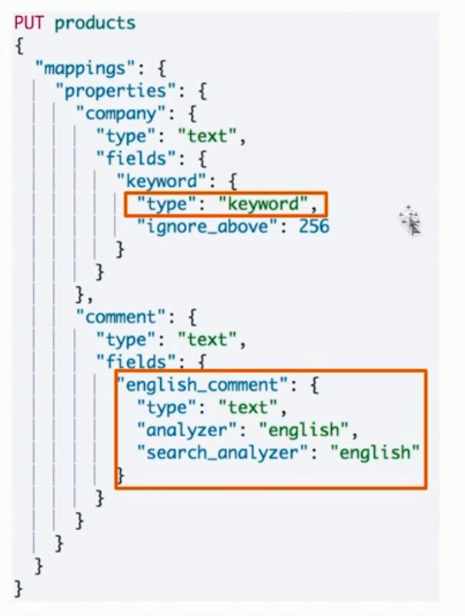 PUT products
{
  "mappings": {
    "properties": {
      "company": {
        "type": "text",
        "fields": {
          "keyword": {
            "type": "keyword",
            "ignore_above": 256
          }
        }
      },
      "comment": {
        "type": "text",
        "fields": {
          "english_comment": {
            "type": "text",
            "analyzer": "english",
            "search_analyzer": "english"
          }
        }
      }
    }
  }
}